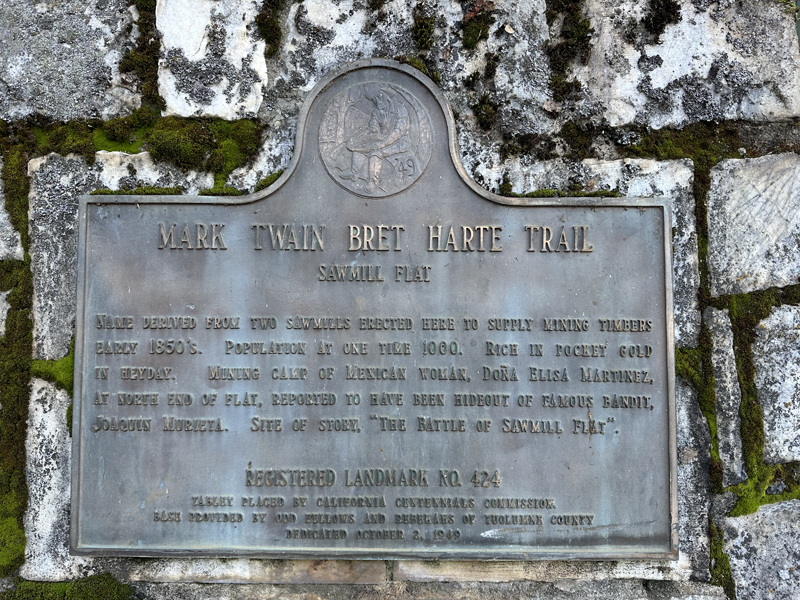 '49
MARK TWAIN BRET HARTE TRAIL
SAWMILL FLAT
NAME DERIVED FROM TWO SAWMILLS ERECTED HERE TO SUPPLY MINING TIMBERS
EARLY 1850'S. POPULATION AT ONE TIME 1000. RICH IN POCKET GOLD
IN HEYDAY. MINING CAMP OF MEXICAN WOMAN, DOÑA ELISA MARTINEZ,
AT NORTH END OF FLAT, REPORTED TO HAVE BEEN HIDEOUT OF FAMOUS BANDIT,
JOAQUIN MURIETA. SITE OF STORY, "THE BATTLE OF SAWMILL FLAT".
REGISTERED LANDMARK NO. 424
TABLET PLACED BY CALIFORNIA CENTENNIALS COMMISSION.
BASE PROVIDED BY ODD FELLOWS AND REBEKAHS OF TUOLUMNE COUNTY
DEDICATED OCTOBER 2, 1949